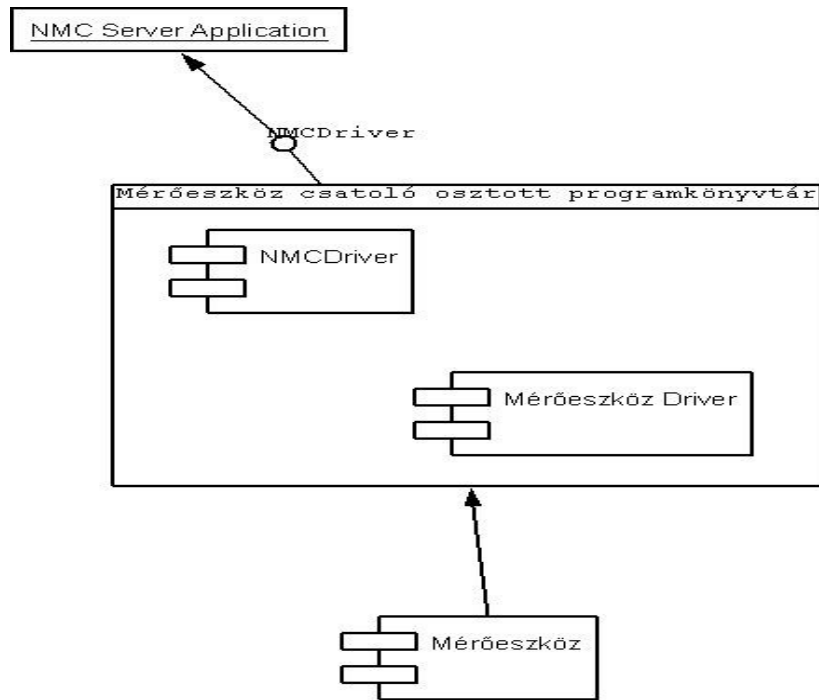 NMC Server Application
NMCDriver
Mérőeszköz csatoló osztott programkönyvtár
NMCDriver
Mérőeszköz Driver
Mérőeszköz